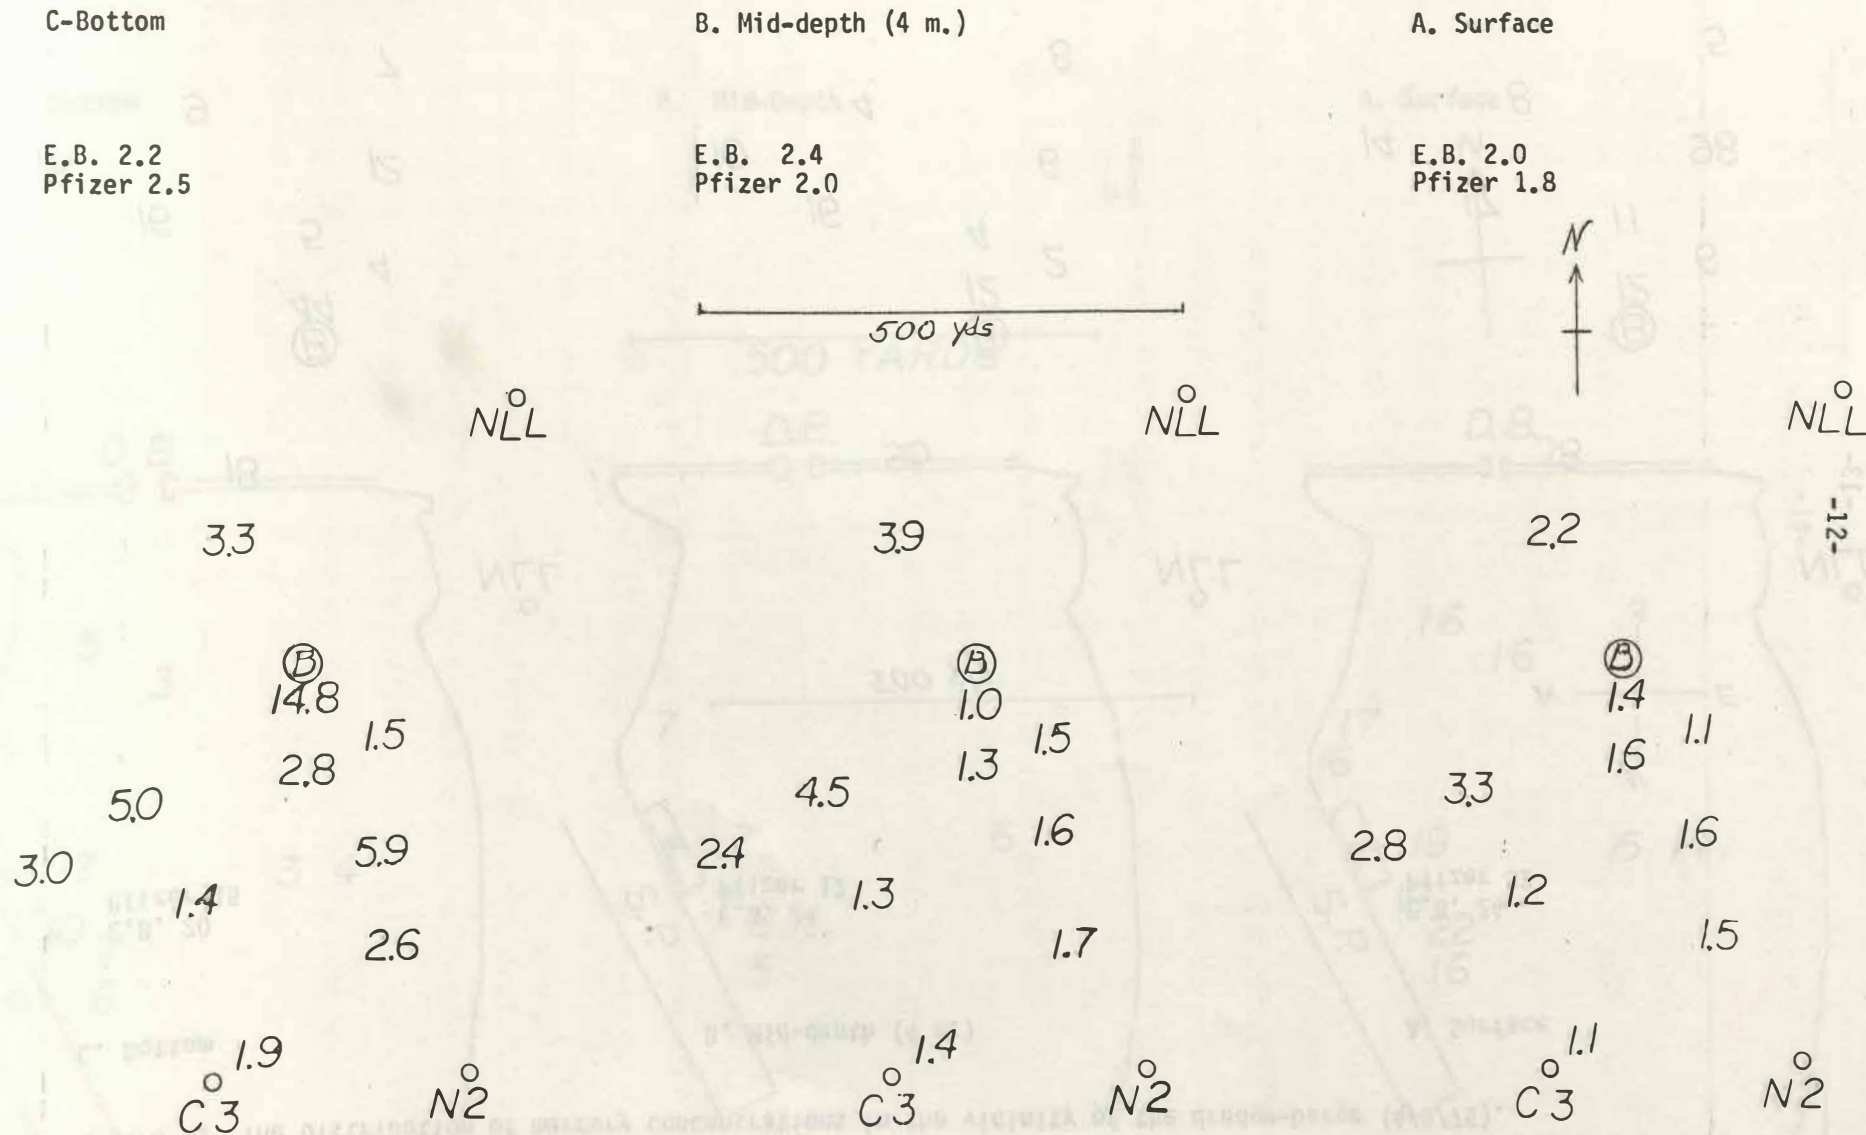 C-Bottom
E.B. 2.2
Pfizer 2.5
NLL
3.3
B
14.8
1.5
2.8
5.0
5.9
3.0
1.4
2.6
1.9
C3
N2
B. Mid-depth (4 m.)
E.B. 2.4
Pfizer 2.0
500 yds
NLL
3.9
B
1.0
1.5
1.3
4.5
1.6
2.4
1.3
1.7
1.4
C3
N2
A. Surface
E.B. 2.0
Pfizer 1.8
N
NLL
2.2
B
1.4
1.1
1.6
3.3
1.6
2.8
1.2
1.5
1.1
C3
N2
-12-